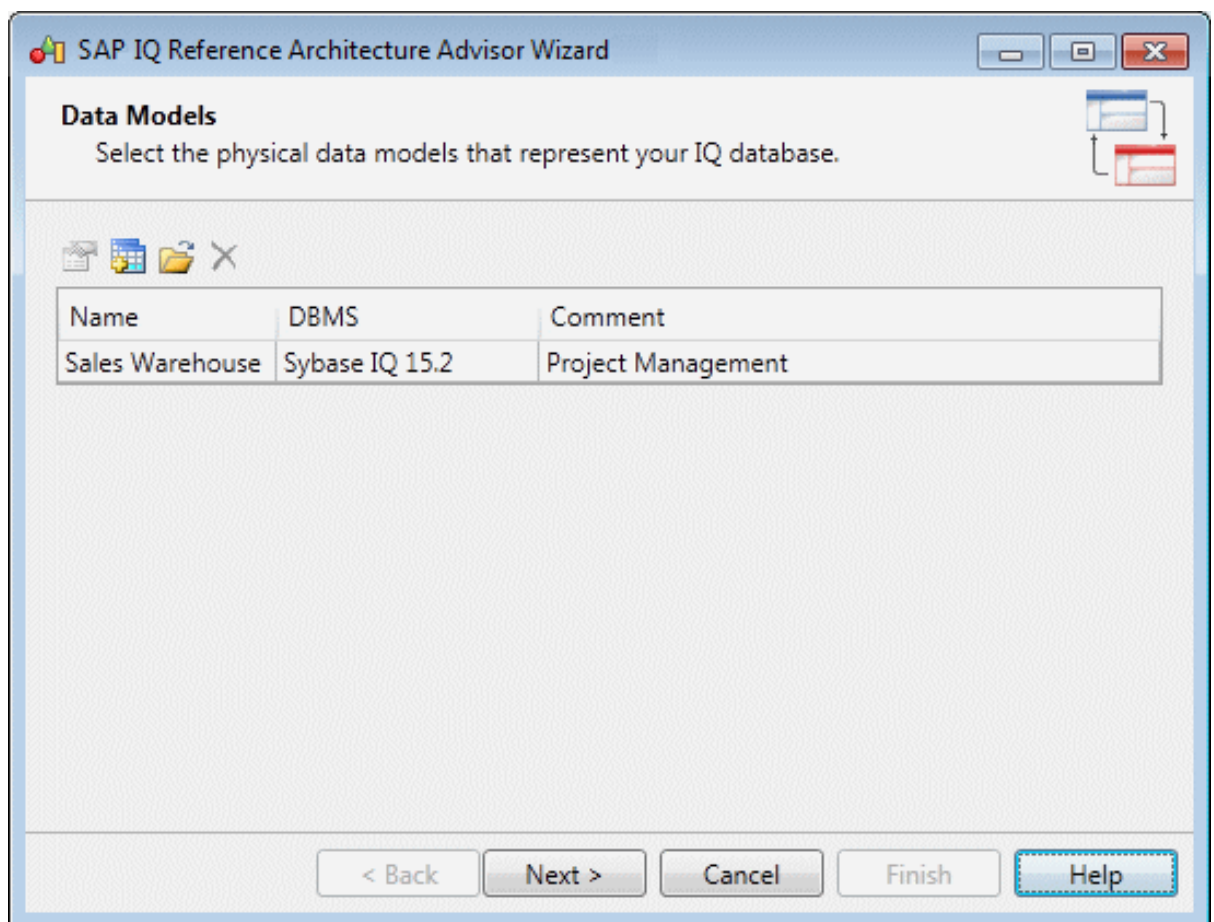 SAP IQ Reference Architecture Advisor Wizard
Data Models
Select the physical data models that represent your IQ database.
Name DBMS Comment
Sales Warehouse Sybase IQ 15.2 Project Management
< Back Next > Cancel Finish Help